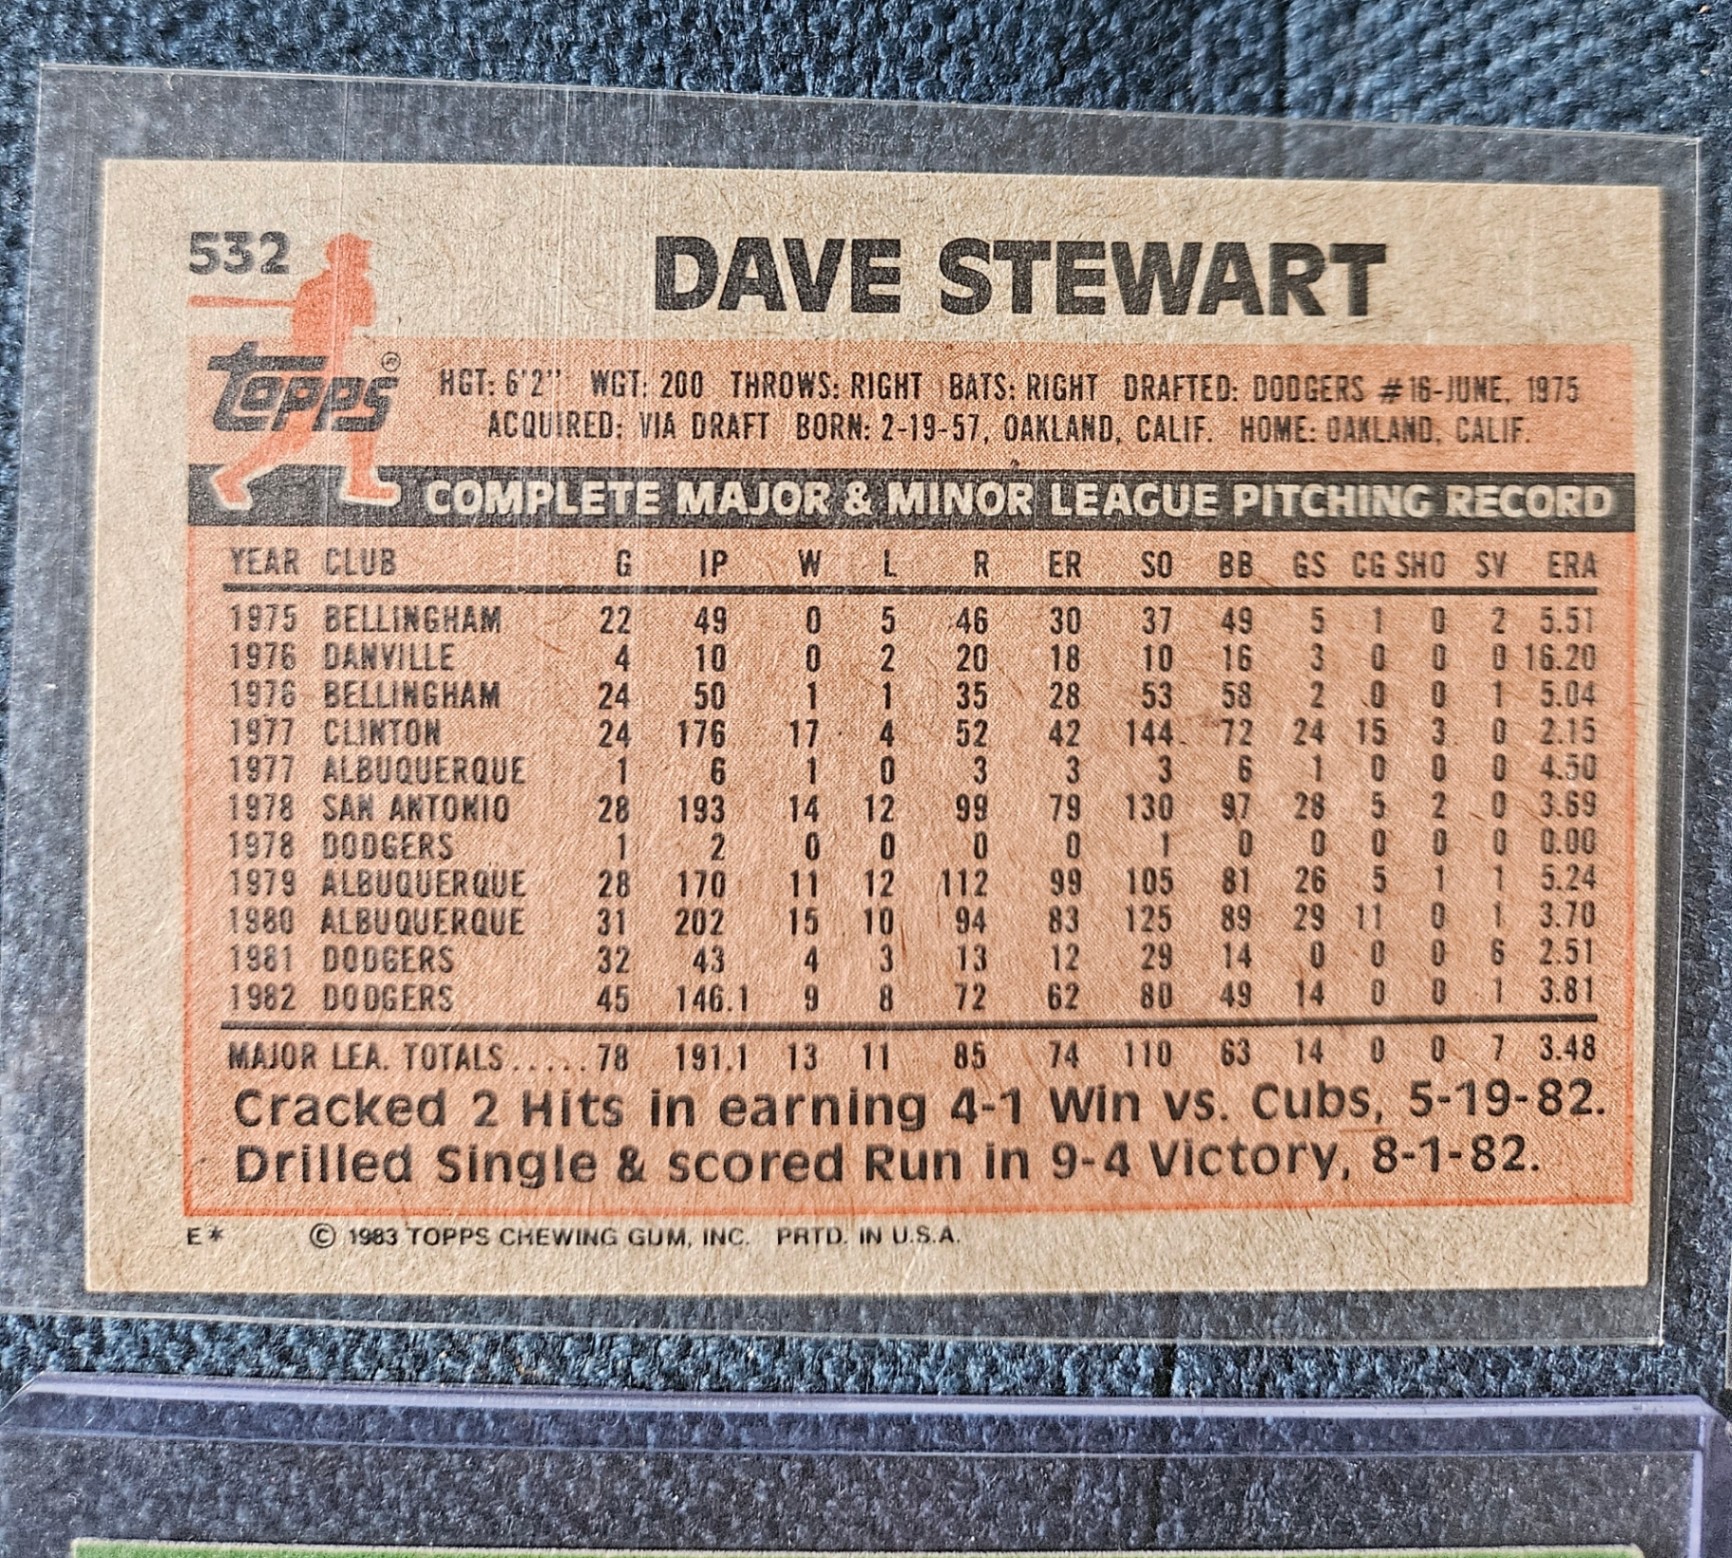 532
DAVE STEWART
Topps®
HGT: 6'2" WGT: 200 THROWS: RIGHT BATS: RIGHT DRAFTED: DODGERS #16-JUNE, 1975
ACQUIRED: VIA DRAFT BORN: 2-19-57, OAKLAND, CALIF. HOME: OAKLAND, CALIF.
COMPLETE MAJOR & MINOR LEAGUE PITCHING RECORD
YEAR CLUB G IP W L R ER SO BB GS CG SHO SV ERA
1975 BELLINGHAM 22 49 0 5 46 30 37 49 5 1 0 2 5.51
1976 DANVILLE 4 10 0 2 20 18 10 16 3 0 0 0 16.20
1976 BELLINGHAM 24 50 1 1 35 28 53 58 2 0 0 1 5.04
1977 CLINTON 24 176 17 4 52 42 144 72 24 15 3 0 2.15
1977 ALBUQUERQUE 1 6 1 0 3 3 3 6 1 0 0 0 4.50
1978 SAN ANTONIO 28 193 14 12 99 79 130 97 28 5 2 0 3.69
1978 DODGERS 1 2 0 0 0 0 1 0 0 0 0 0 0.00
1979 ALBUQUERQUE 28 170 11 12 112 99 105 81 26 5 1 1 5.24
1980 ALBUQUERQUE 31 202 15 10 94 83 125 89 29 11 0 1 3.70
1981 DODGERS 32 43 4 3 13 12 29 14 0 0 0 6 2.51
1982 DODGERS 45 146.1 9 8 72 62 80 49 14 0 0 1 3.81
MAJOR LEA. TOTALS.....78 191.1 13 11 85 74 110 63 14 0 0 7 3.48
Cracked 2 Hits in earning 4-1 Win vs. Cubs, 5-19-82.
Drilled Single & scored Run in 9-4 Victory, 8-1-82.
E* © 1983 TOPPS CHEWING GUM, INC. PRTD. IN U.S.A.